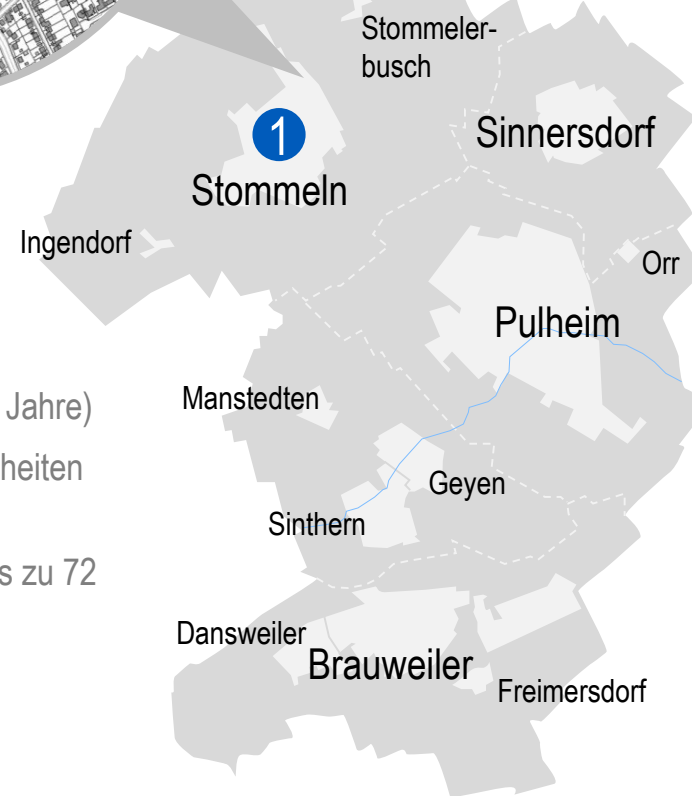 Stommeler-
busch
1
Sinnersdorf
Stommeln
Ingendorf
Orr
Pulheim
Jahre)
Manstedten
heiten
Geyen
Sinthern
s zu 72
Dansweiler
Brauweiler
Freimersdorf